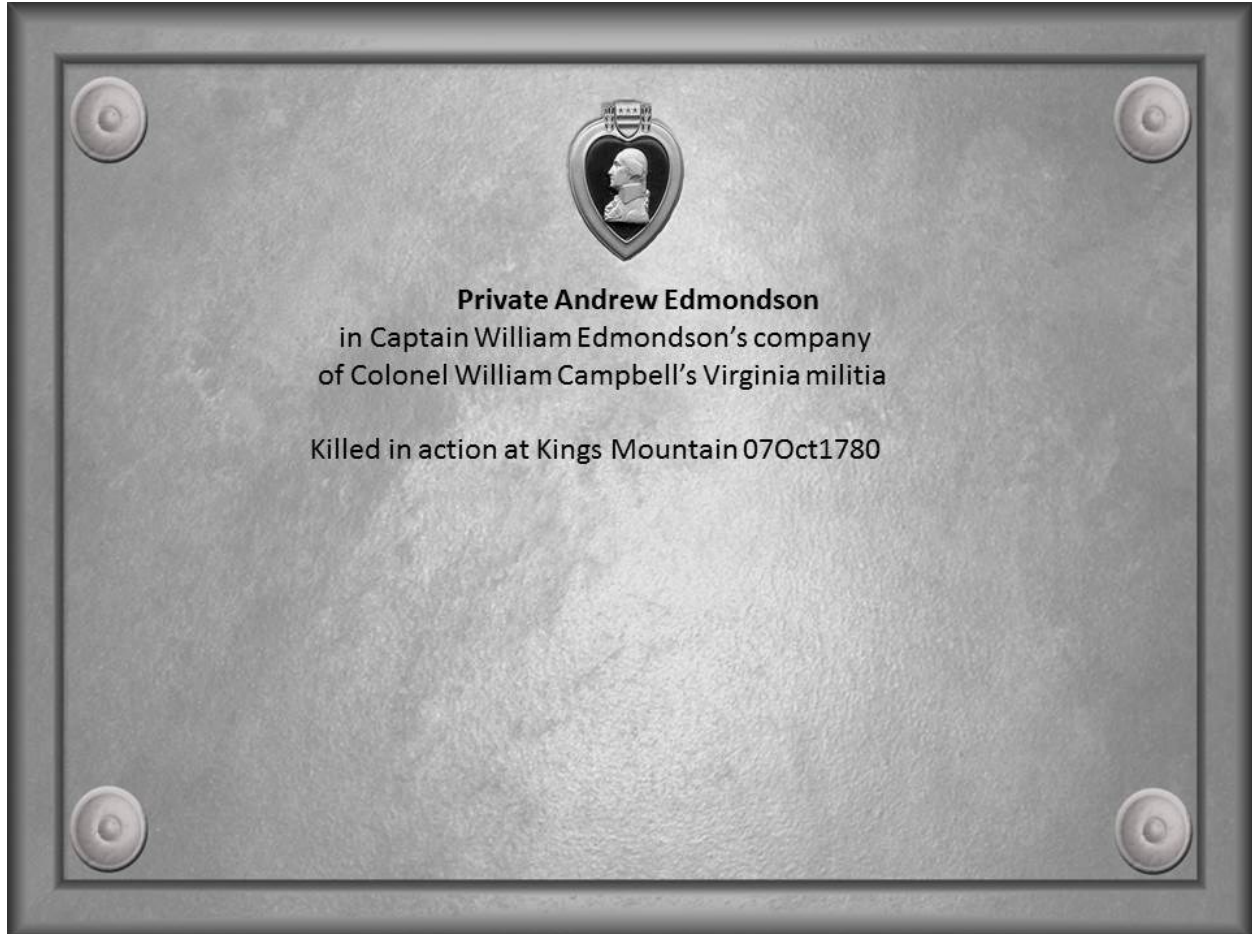 Private Andrew Edmondson
in Captain William Edmondson’s company
of Colonel William Campbell’s Virginia militia
Killed in action at Kings Mountain 07Oct1780